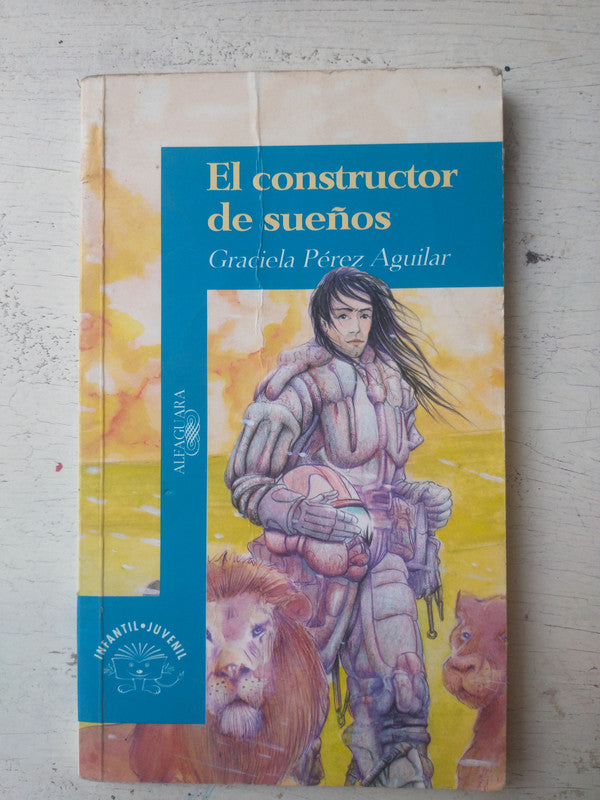 El constructor
de sueños
Graciela Pérez Aguilar
ALFAGUARA
INFANTIL • JUVENIL